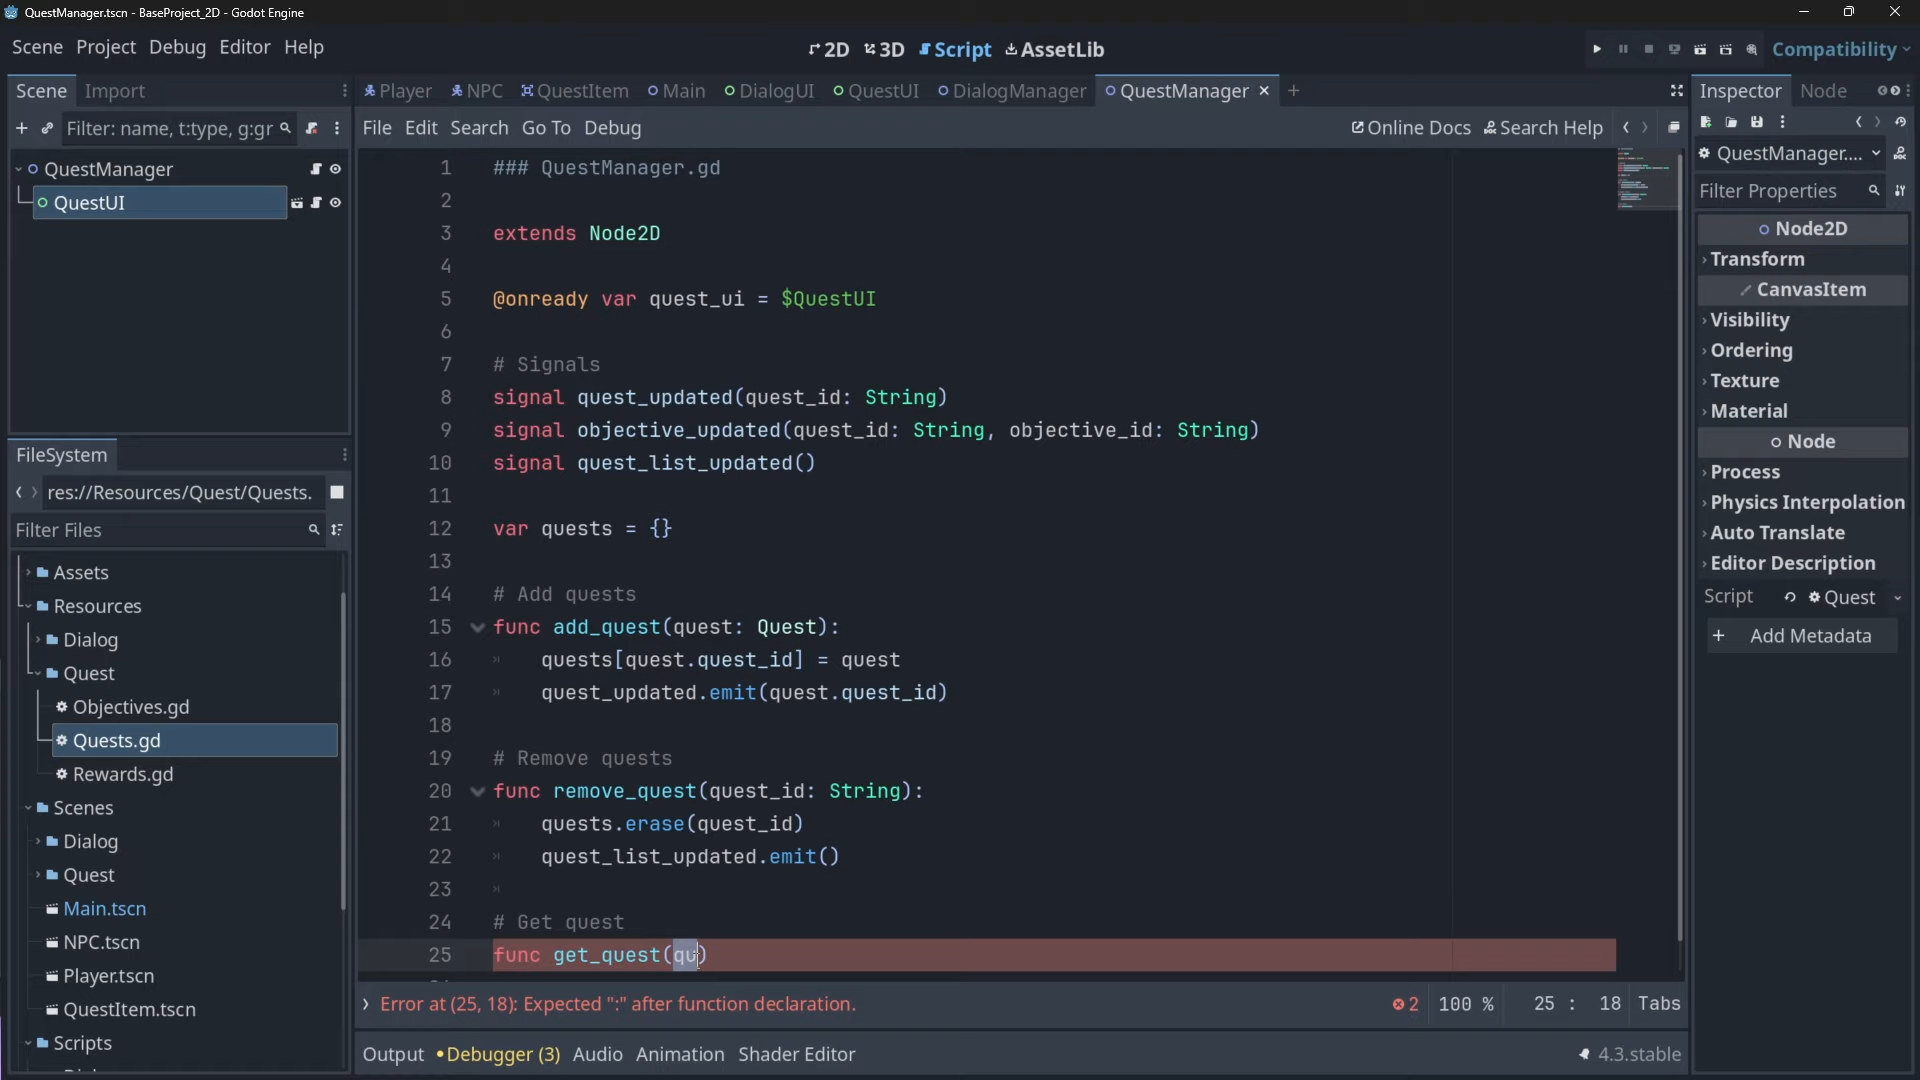 QuestManager.tscn - BaseProject_2D - Godot Engine
Scene Project Debug Editor Help
2D 3D Script AssetLib
Compatibility
Scene Import
Player NPC QuestItem Main DialogUI QuestUI DialogManager QuestManager
Inspector Node
Filter: name, t:type, g:gr
File Edit Search Go To Debug
Online Docs Search Help
QuestManager
QuestUI
QuestManager....
Filter Properties
Node2D
Transform
CanvasItem
Visibility
Ordering
Texture
Material
Node
Process
Physics Interpolation
Auto Translate
Editor Description
Script Quest
Add Metadata
1 ### QuestManager.gd
2
3 extends Node2D
4
5 @onready var quest_ui = $QuestUI
6
7 # Signals
8 signal quest_updated(quest_id: String)
9 signal objective_updated(quest_id: String, objective_id: String)
10 signal quest_list_updated()
11
12 var quests = {}
13
14 # Add quests
15 func add_quest(quest: Quest):
16 quests[quest.quest_id] = quest
17 quest_updated.emit(quest.quest_id)
18
19 # Remove quests
20 func remove_quest(quest_id: String):
21 quests.erase(quest_id)
22 quest_list_updated.emit()
23
24 # Get quest
25 func get_quest(qu)
FileSystem
res://Resources/Quest/Quests.
Filter Files
Assets
Resources
Dialog
Quest
Objectives.gd
Quests.gd
Rewards.gd
Scenes
Dialog
Quest
Main.tscn
NPC.tscn
Player.tscn
QuestItem.tscn
Scripts
Error at (25, 18): Expected ":" after function declaration.
2 100 % 25 : 18 Tabs
Output Debugger (3) Audio Animation Shader Editor
4.3.stable